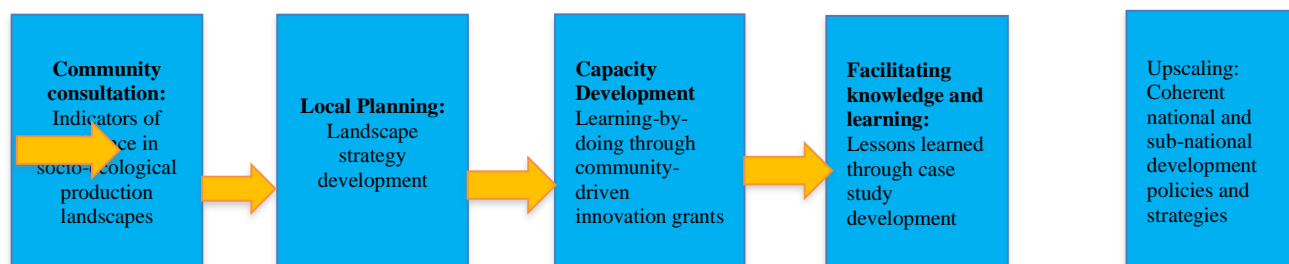 Community
consultation:
Indicators of
in
socio-ecological
production
landscapes
Local Planning:
Landscape
strategy
development
Capacity
Development
Learning-by-
doing through
community-
driven
innovation grants
Facilitating
knowledge and
learning:
Lessons learned
through case
study
development
Upscaling:
Coherent
national and
sub-national
development
policies and
strategies